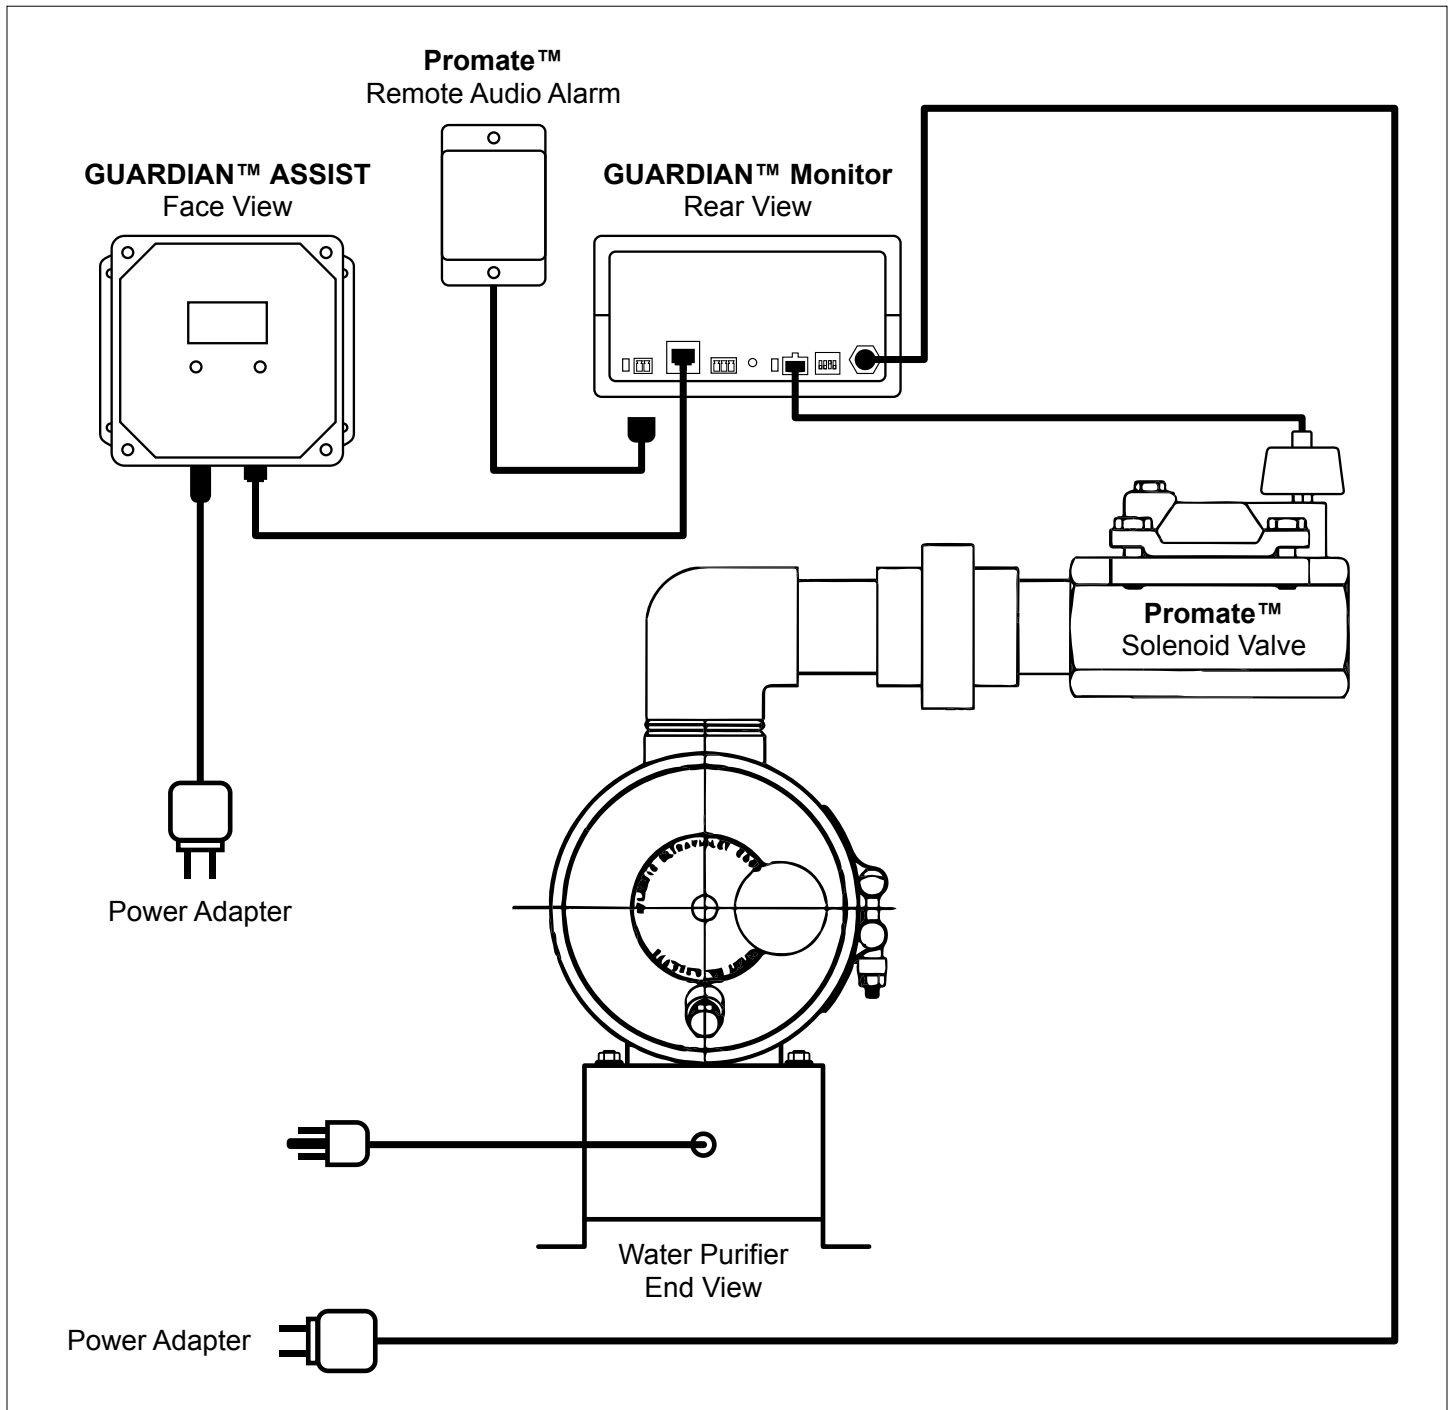 Promate™
Remote Audio Alarm
GUARDIAN™ ASSIST
Face View
GUARDIAN™ Monitor
Rear View
Promate™
Solenoid Valve
Power Adapter
Water Purifier
End View
Power Adapter